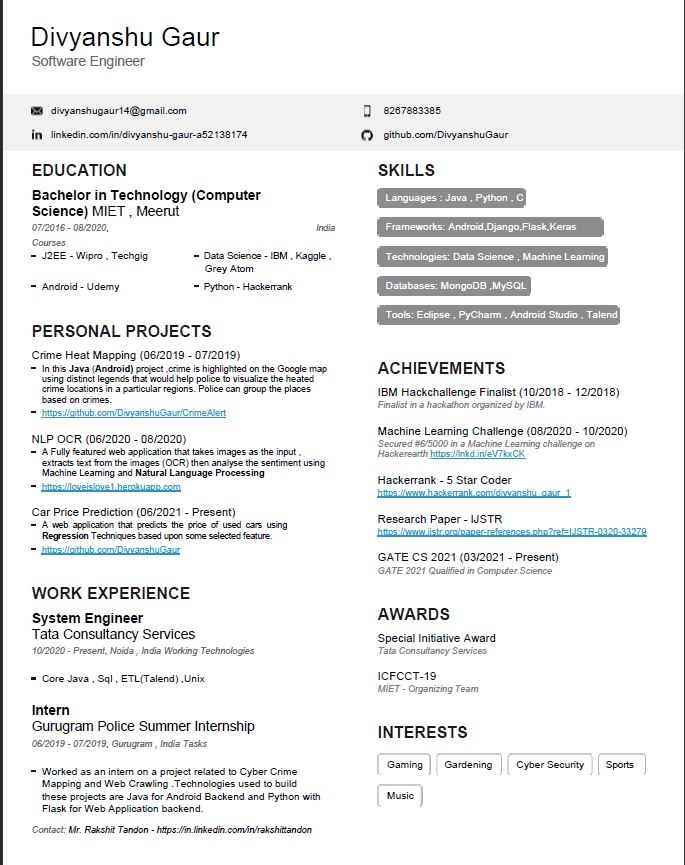 Divyanshu Gaur
Software Engineer
divyanshugaur14@gmail.com
8267883385
linkedin.com/in/divyanshu-gaur-a52138174
github.com/DivyanshuGaur
EDUCATION
Bachelor in Technology (Computer
Science) MIET , Meerut
07/2016 - 08/2020, India
Courses
J2EE - Wipro , Techgig
Data Science - IBM , Kaggle ,
Grey Atom
Android - Udemy
Python - Hackerrank
PERSONAL PROJECTS
Crime Heat Mapping (06/2019 - 07/2019)
In this Java (Android) project ,crime is highlighted on the Google map
using distinct legends that would help police to visualize the heated
crime locations in a particular regions. Police can group the places
based on crimes.
https://github.com/DivyanshuGaur/CrimeAlert
NLP OCR (06/2020 - 08/2020)
A Fully featured web application that takes images as the input ,
extracts text from the images (OCR) then analyse the sentiment using
Machine Learning and Natural Language Processing
https://loveislove1.herokuapp.com
Car Price Prediction (06/2021 - Present)
A web application that predicts the price of used cars using
Regression Techniques based upon some selected feature.
https://github.com/DivyanshuGaur
WORK EXPERIENCE
System Engineer
Tata Consultancy Services
10/2020 - Present, Noida , India Working Technologies
Core Java , Sql , ETL(Talend) ,Unix
Intern
Gurugram Police Summer Internship
06/2019 - 07/2019, Gurugram , India Tasks
Worked as an intern on a project related to Cyber Crime
Mapping and Web Crawling .Technologies used to build
these projects are Java for Android Backend and Python with
Flask for Web Application backend.
Contact: Mr. Rakshit Tandon - https://in.linkedin.com/in/rakshittandon
SKILLS
Languages : Java , Python , C
Frameworks: Android,Django,Flask,Keras
Technologies: Data Science , Machine Learning
Databases: MongoDB ,MySQL
Tools: Eclipse , PyCharm , Android Studio , Talend
ACHIEVEMENTS
IBM Hackchallenge Finalist (10/2018 - 12/2018)
Finalist in a hackathon organized by IBM.
Machine Learning Challenge (08/2020 - 10/2020)
Secured #6/5000 in a Machine Learning challenge on
Hackerearth https://lnkd.in/eV7kxCK
Hackerrank - 5 Star Coder
https://www.hackerrank.com/divyanshu_gaur_1
Research Paper - IJSTR
https://www.ijstr.org/paper-references.php?ref=IJSTR-0320-33279
GATE CS 2021 (03/2021 - Present)
GATE 2021 Qualified in Computer Science
AWARDS
Special Initiative Award
Tata Consultancy Services
ICFCCT-19
MIET - Organizing Team
INTERESTS
Gaming Gardening Cyber Security Sports
Music